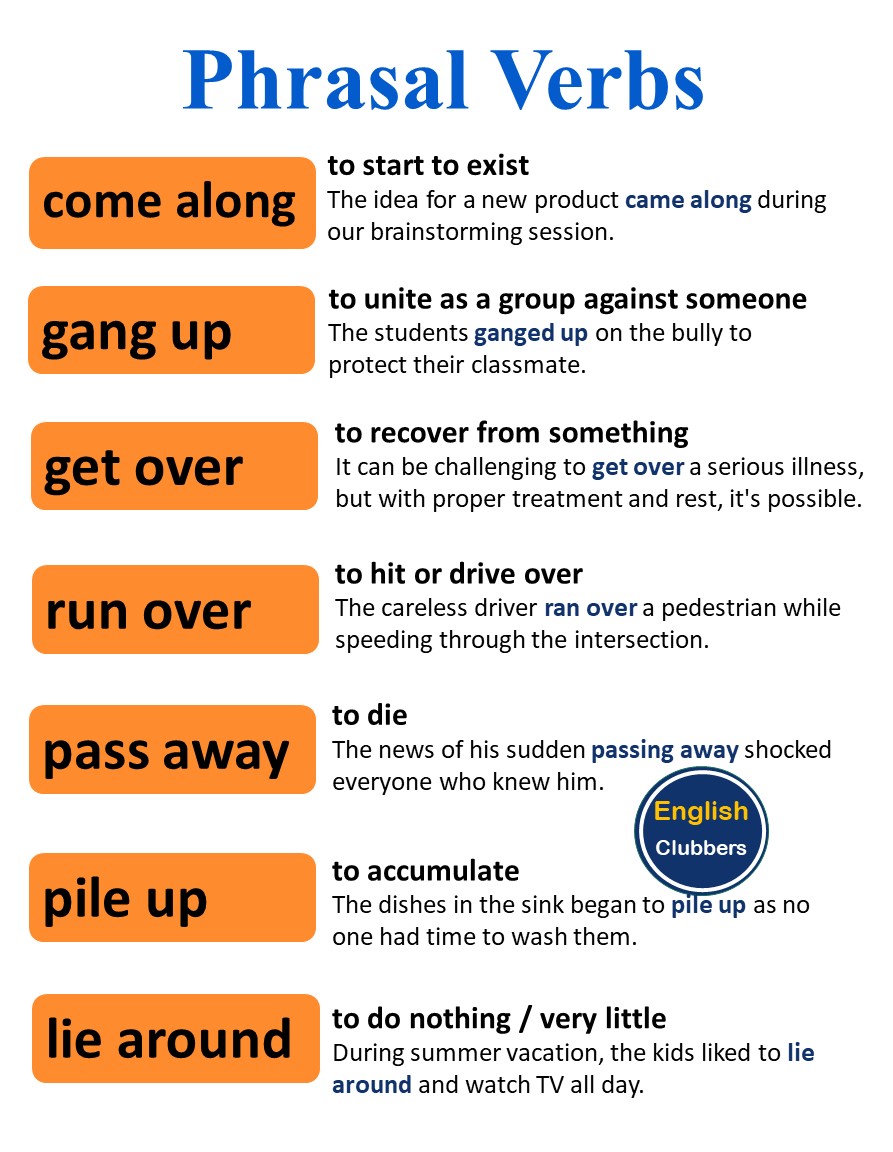 Phrasal Verbs
come along
to start to exist
The idea for a new product came along during
our brainstorming session.
gang up
to unite as a group against someone
The students ganged up on the bully to
protect their classmate.
get over
to recover from something
It can be challenging to get over a serious illness,
but with proper treatment and rest, it's possible.
run over
to hit or drive over
The careless driver ran over a pedestrian while
speeding through the intersection.
pass away
to die
The news of his sudden passing away shocked
everyone who knew him.
English
Clubbers
pile up
to accumulate
The dishes in the sink began to pile up as no
one had time to wash them.
lie around
to do nothing / very little
During summer vacation, the kids liked to lie
around and watch TV all day.